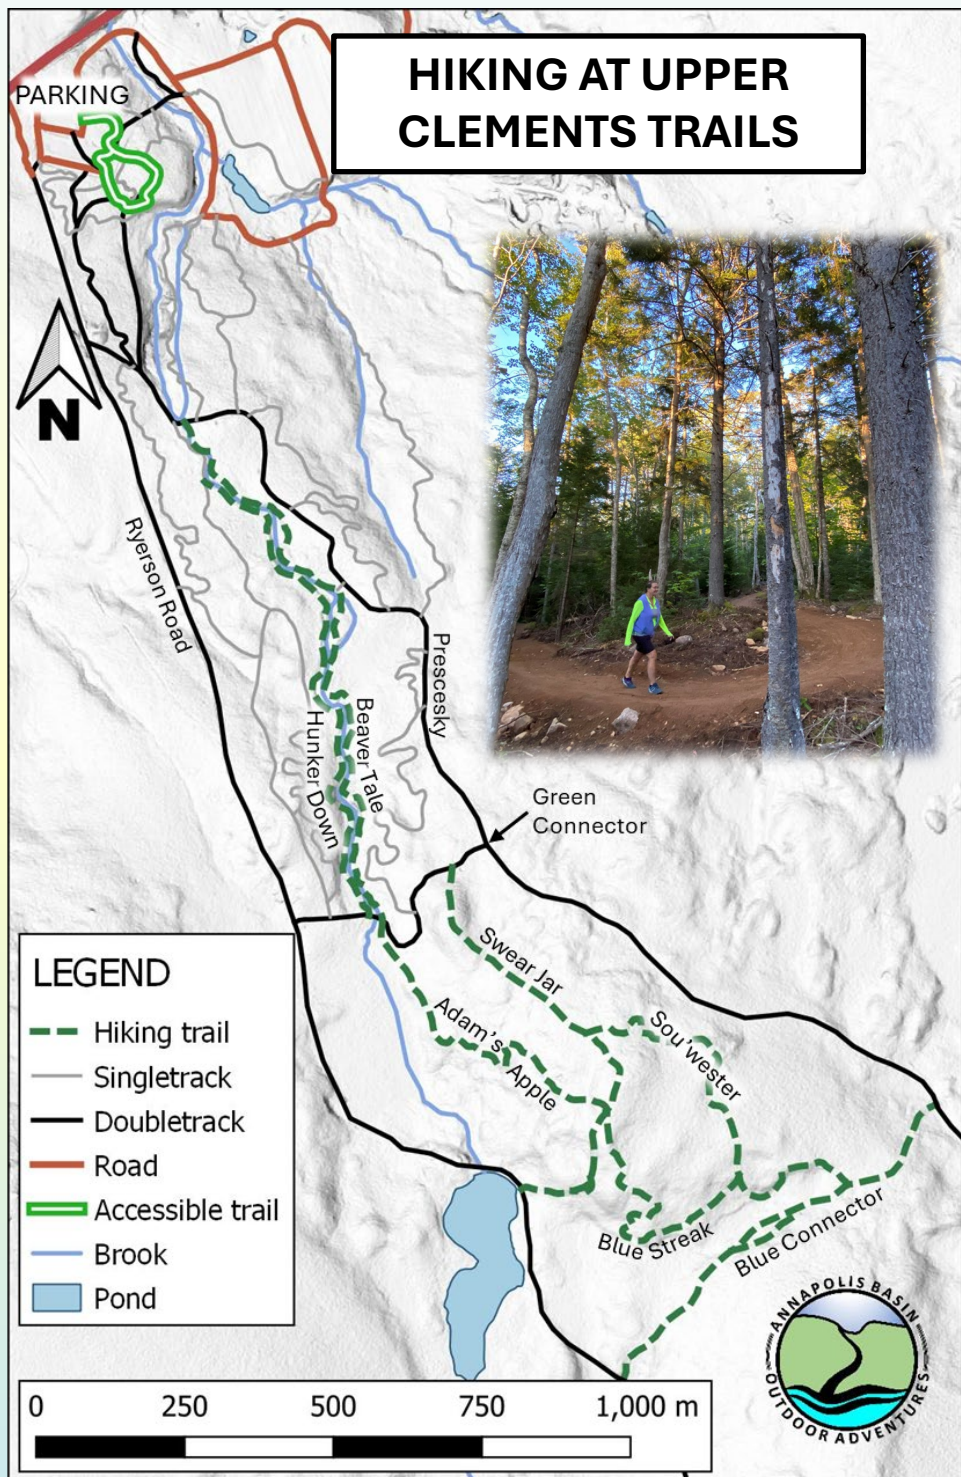 HIKING AT UPPER
CLEMENTS TRAILS
PARKING
N
Ryerson Road
Prescesky
Beaver Tale
Hunker Down
Green
Connector
Swear Jar
Adam's
Apple
Sou'wester
Blue Streak
Blue Connector
LEGEND
Hiking trail
Singletrack
Doubletrack
Road
Accessible trail
Brook
Pond
0 250 500 750 1,000 m
ANNAPOLIS BASIN
OUTDOOR ADVENTURES